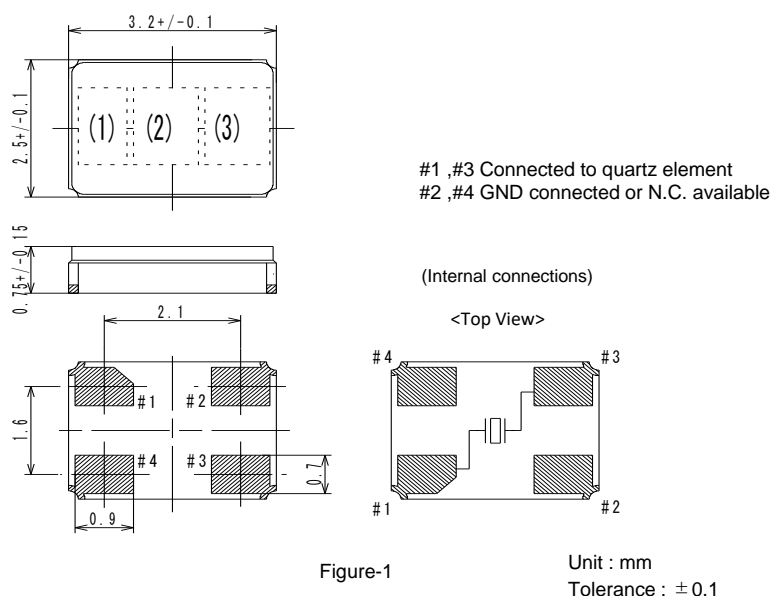 3.2+/-0.1
2.5+/-0.1
(1) (2) (3)
#1 ,#3 Connected to quartz element
#2 ,#4 GND connected or N.C. available
0.75+/-0.15
(Internal connections)
2.1
<Top View>
#4 #3
#1 #2
1.6
#4 #3
0.7
0.9
#1 #2
Figure-1
Unit : mm
Tolerance : ±0.1